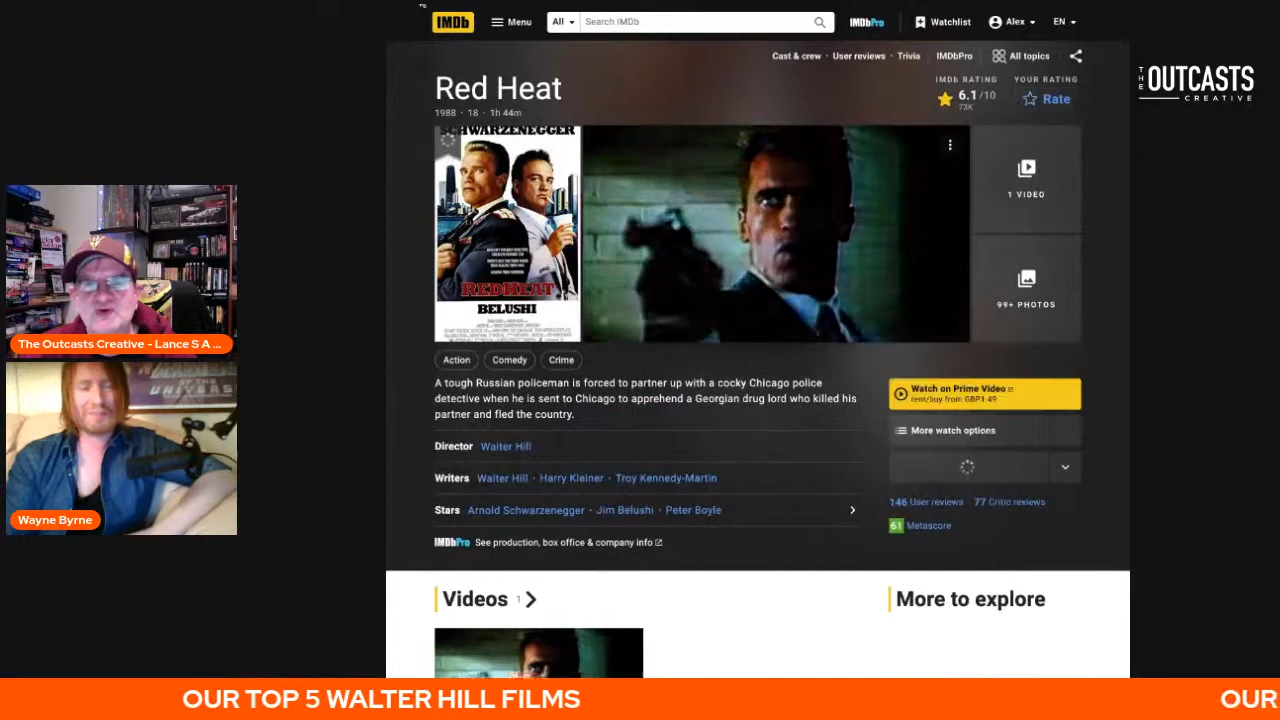 IMDb
Menu
All
Search IMDb
IMDbPro
Watchlist
Alex
EN
Cast & crew · User reviews · Trivia
IMDbPro
All topics
THE OUTCASTS
CREATIVE
Red Heat
1988 · 18 · 1h 44m
IMDb RATING
6.1/10
73K
YOUR RATING
Rate
SCHWARZENEGGER
RED HEAT
BELUSHI
1 VIDEO
99+ PHOTOS
Action
Comedy
Crime
A tough Russian policeman is forced to partner up with a cocky Chicago police
detective when he is sent to Chicago to apprehend a Georgian drug lord who killed his
partner and fled the country.
Director Walter Hill
Writers Walter Hill · Harry Kleiner · Troy Kennedy-Martin
Stars Arnold Schwarzenegger · Jim Belushi · Peter Boyle
IMDbPro See production, box office & company info
Watch on Prime Video
rent/buy from GBP1.49
More watch options
146 User reviews
77 Critic reviews
61 Metascore
Videos 1
More to explore
The Outcasts Creative - Lance S A ...
Wayne Byrne
OUR TOP 5 WALTER HILL FILMS
OUR